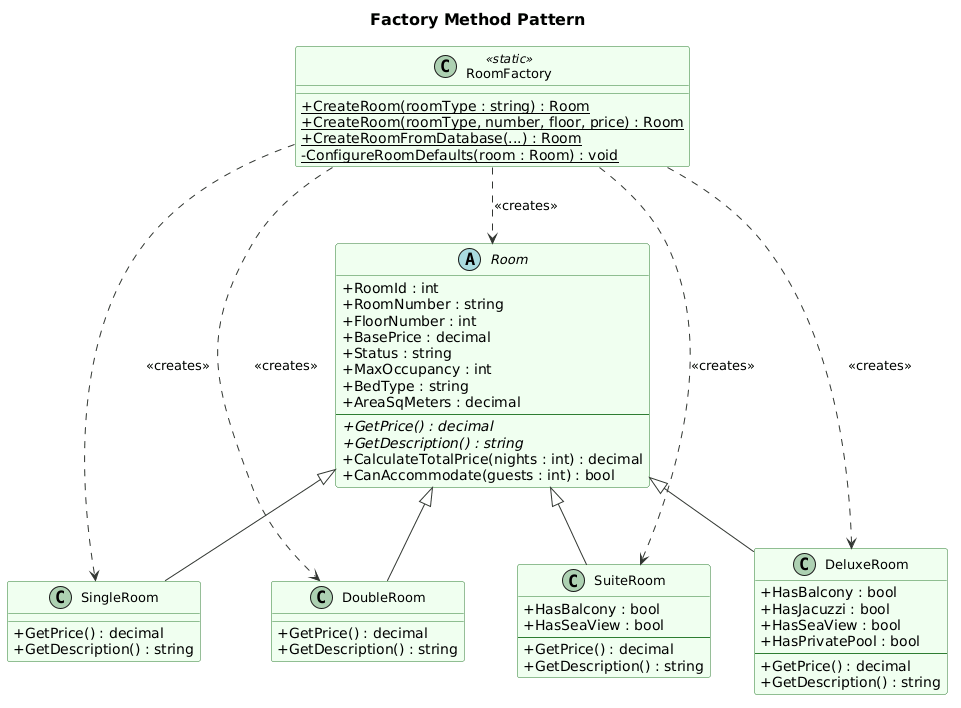 Factory Method Pattern
C
«static»
RoomFactory
+CreateRoom(roomType : string) : Room
+CreateRoom(roomType, number, floor, price) : Room
+CreateRoomFromDatabase(...) : Room
-ConfigureRoomDefaults(room : Room) : void
«creates»
A Room
+RoomId : int
+RoomNumber : string
+FloorNumber : int
+BasePrice : decimal
+Status : string
+MaxOccupancy : int
+BedType : string
+AreaSqMeters : decimal
+GetPrice() : decimal
+GetDescription() : string
+CalculateTotalPrice(nights : int) : decimal
+CanAccommodate(guests : int) : bool
«creates»
«creates»
«creates»
«creates»
C SingleRoom
+GetPrice() : decimal
+GetDescription() : string
C DoubleRoom
+GetPrice() : decimal
+GetDescription() : string
C SuiteRoom
+HasBalcony : bool
+HasSeaView : bool
+GetPrice() : decimal
+GetDescription() : string
C DeluxeRoom
+HasBalcony : bool
+HasJacuzzi : bool
+HasSeaView : bool
+HasPrivatePool : bool
+GetPrice() : decimal
+GetDescription() : string